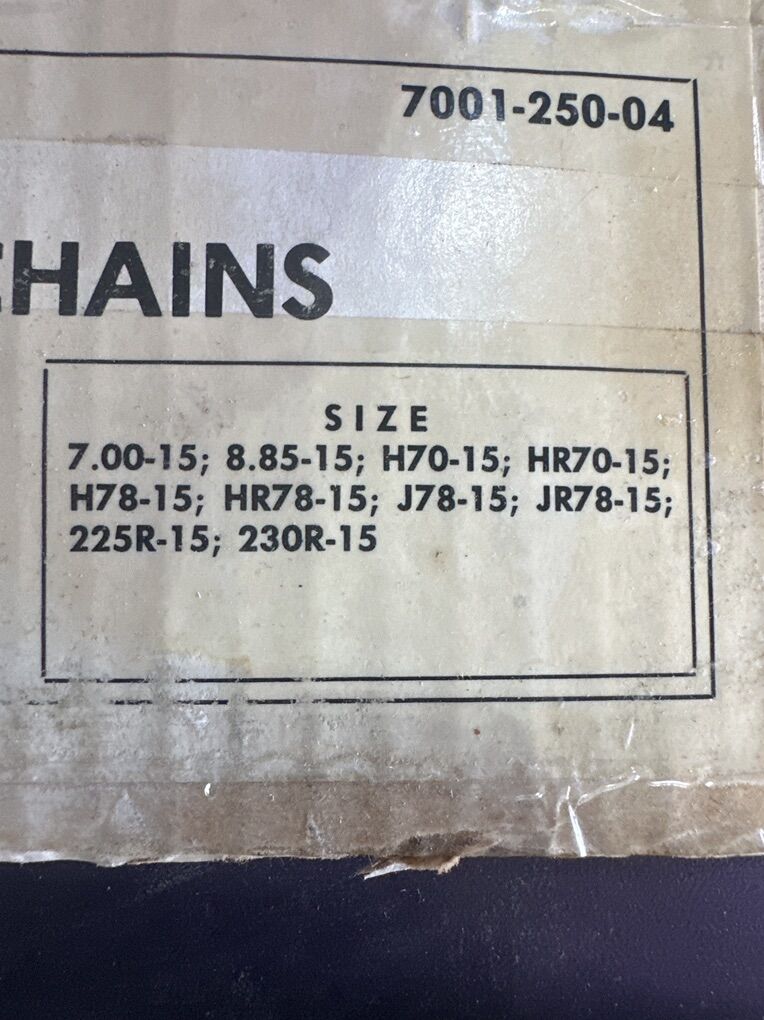 7001-250-04
CHAINS
SIZE
7.00-15; 8.85-15; H70-15; HR70-15;
H78-15; HR78-15; J78-15; JR78-15;
225R-15; 230R-15